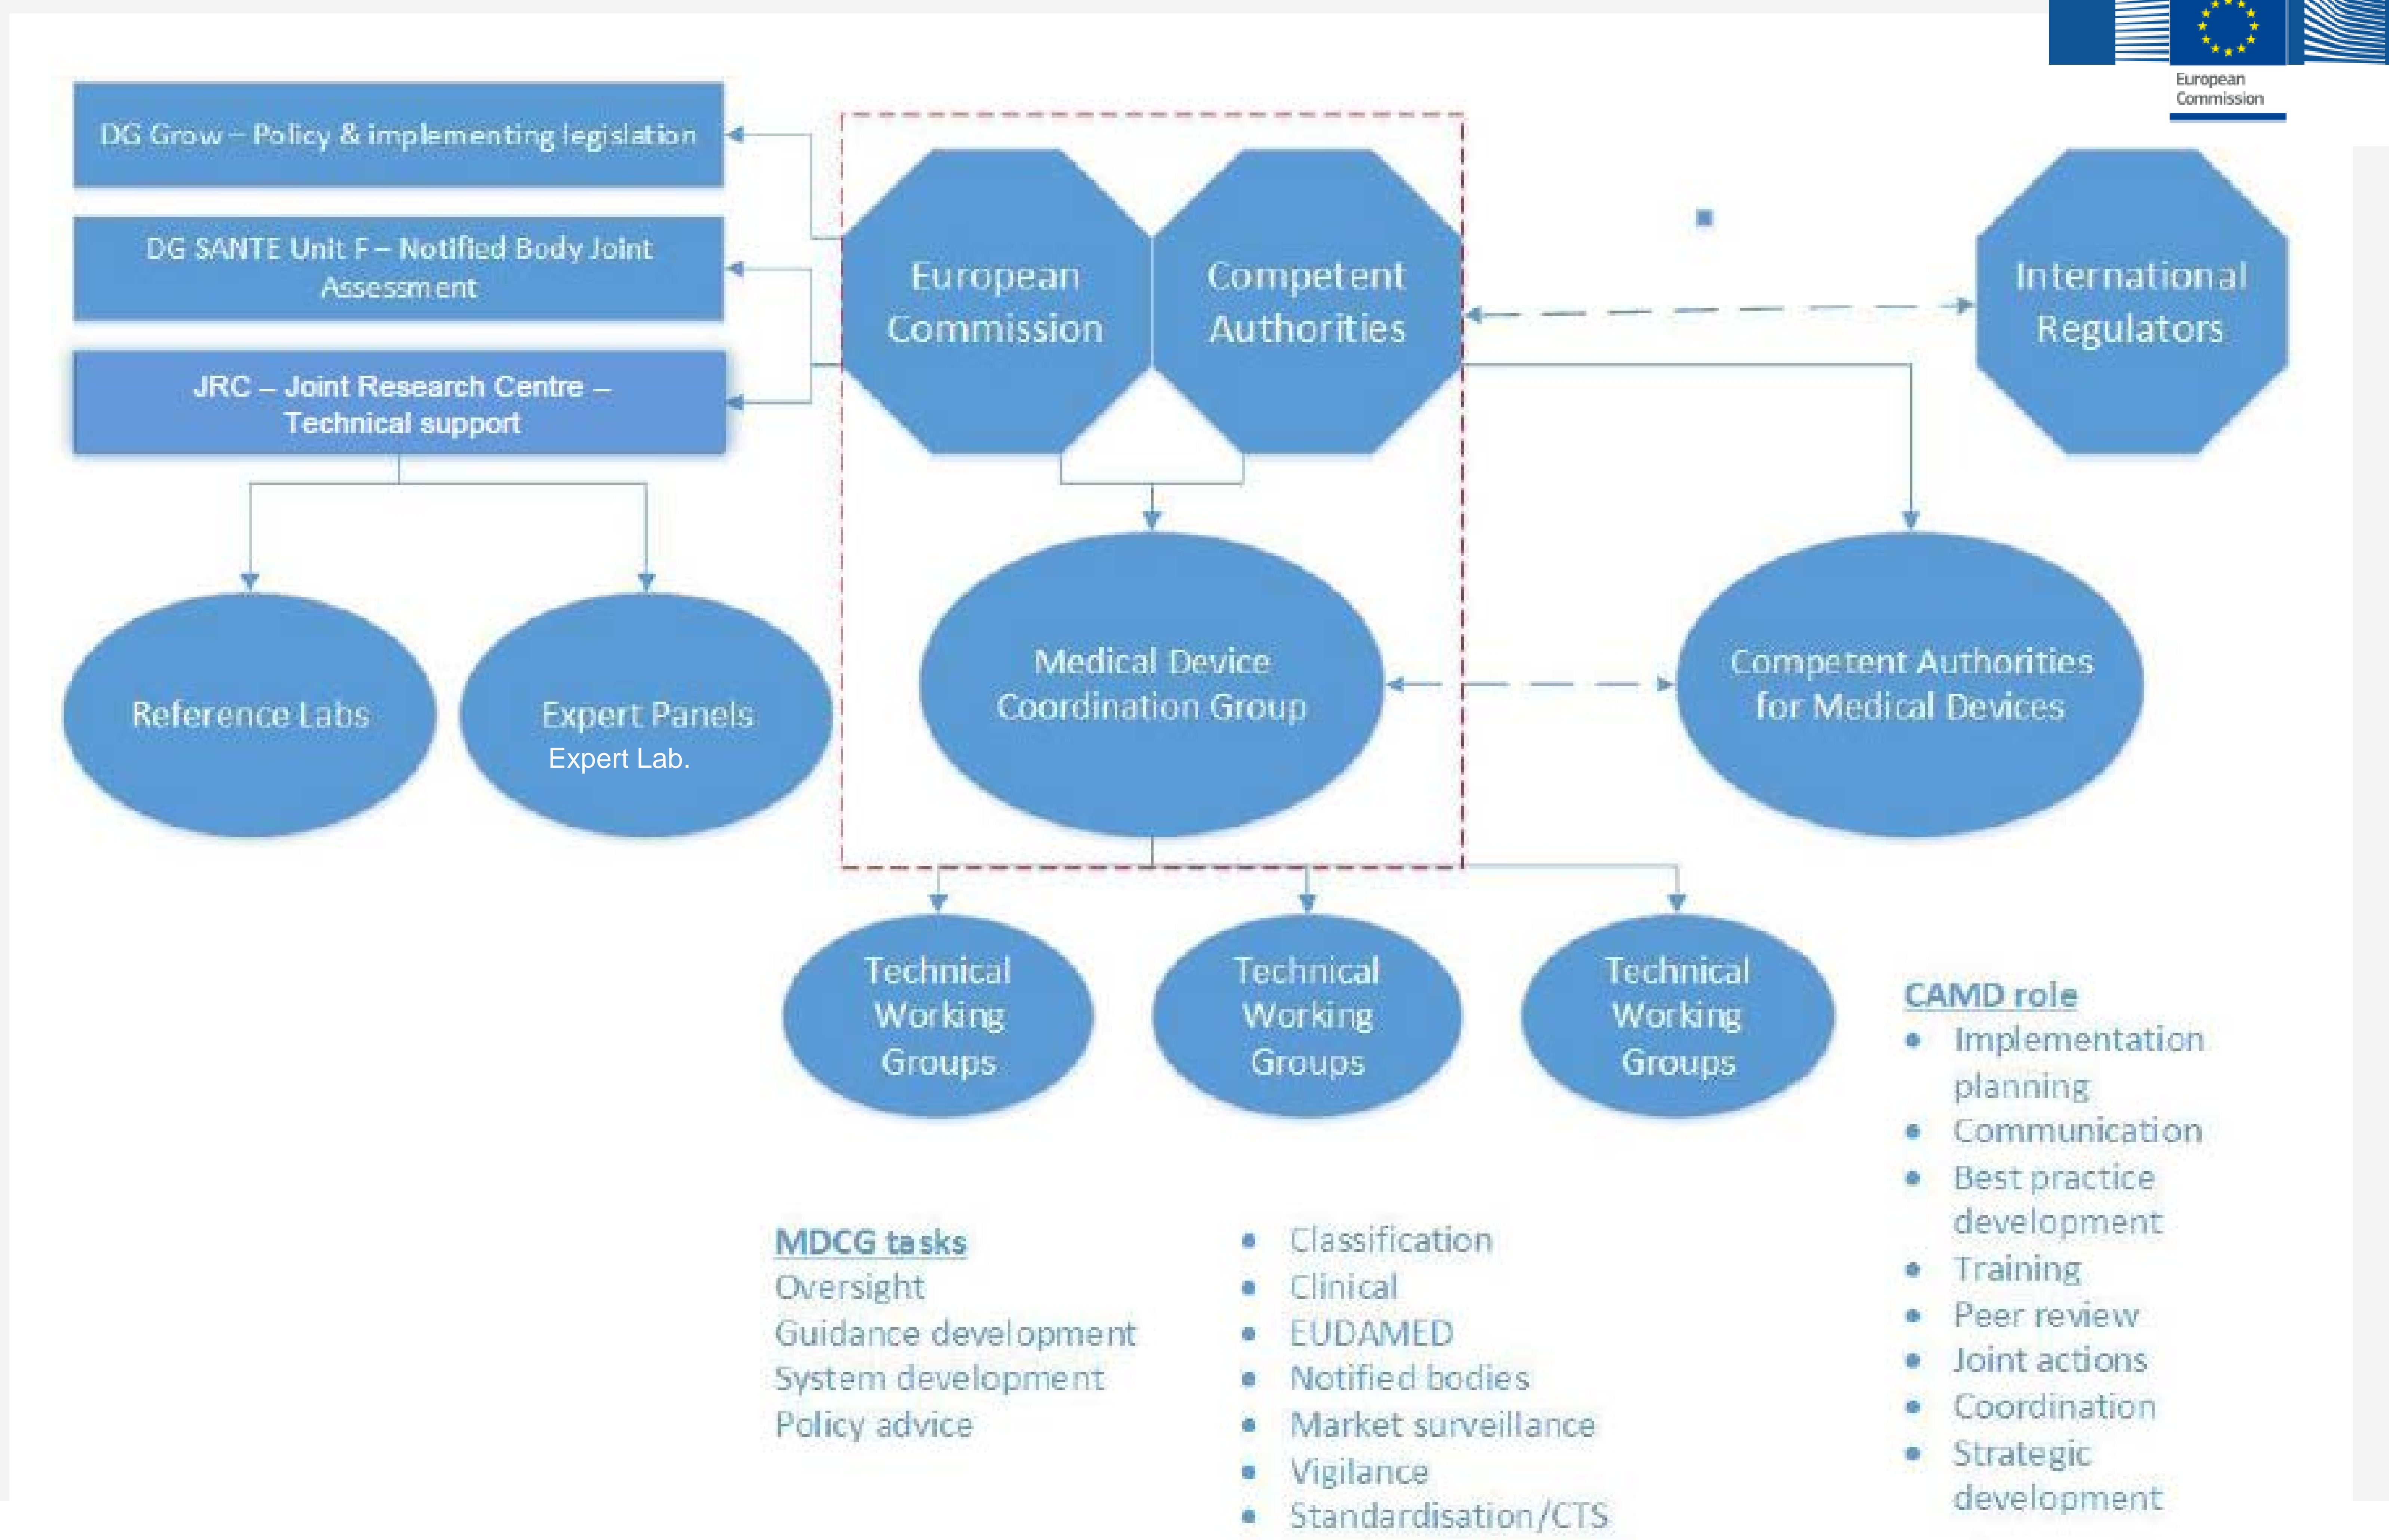 European
Commission
DG Grow – Policy & implementing legislation
DG SANTE Unit F – Notified Body Joint
Assessment
JRC – Joint Research Centre –
Technical support
European
Commission
Competent
Authorities
International
Regulators
Reference Labs
Expert Panels
Expert Lab.
Medical Device
Coordination Group
Competent Authorities
for Medical Devices
Technical
Working
Groups
Technical
Working
Groups
Technical
Working
Groups
MDCG tasks
Oversight
Guidance development
System development
Policy advice
• Classification
• Clinical
• EUDAMED
• Notified bodies
• Market surveillance
• Vigilance
• Standardisation/CTS
CAMD role
• Implementation
planning
• Communication
• Best practice
development
• Training
• Peer review
• Joint actions
• Coordination
• Strategic
development